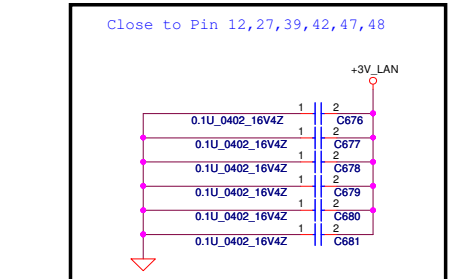 Close to Pin 12,27,39,42,47,48
+3V_LAN
1 2
0.1U_0402_16V4Z C676
1 2
0.1U_0402_16V4Z C677
1 2
0.1U_0402_16V4Z C678
1 2
0.1U_0402_16V4Z C679
1 2
0.1U_0402_16V4Z C680
1 2
0.1U_0402_16V4Z C681